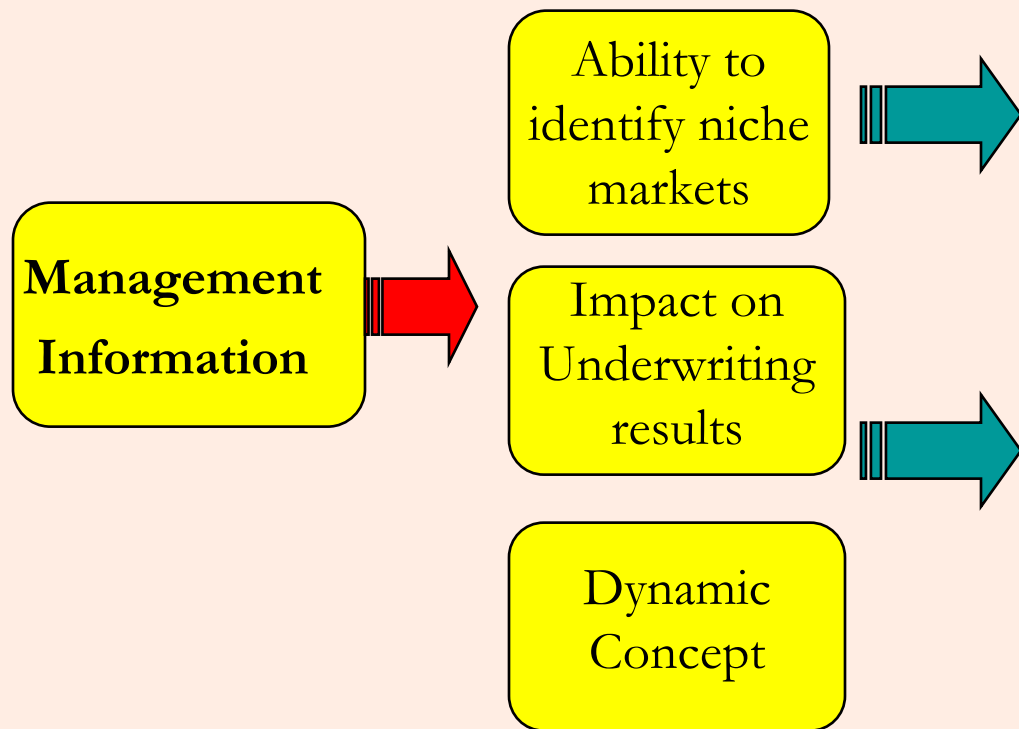 Management
Information
Ability to
identify niche
markets
Impact on
Underwriting
results
Dynamic
Concept